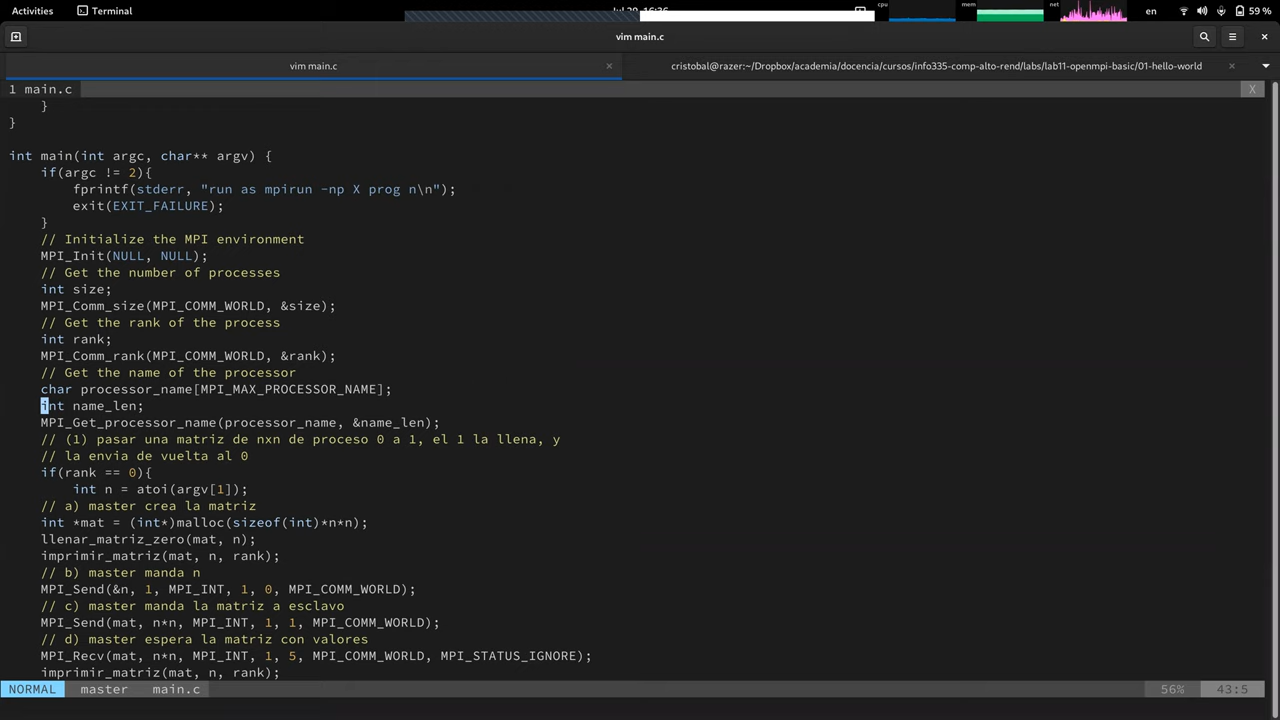 Activities Terminal cpu mem net en 59 %
vim main.c
vim main.c × cristobal@razer:~/Dropbox/academia/docencia/cursos/info335-comp-alto-rend/labs/lab11-openmpi-basic/01-hello-world ×
1 main.c X
}
}
int main(int argc, char** argv) {
if(argc != 2){
fprintf(stderr, "run as mpirun -np X prog n\n");
exit(EXIT_FAILURE);
}
// Initialize the MPI environment
MPI_Init(NULL, NULL);
// Get the number of processes
int size;
MPI_Comm_size(MPI_COMM_WORLD, &size);
// Get the rank of the process
int rank;
MPI_Comm_rank(MPI_COMM_WORLD, &rank);
// Get the name of the processor
char processor_name[MPI_MAX_PROCESSOR_NAME];
int name_len;
MPI_Get_processor_name(processor_name, &name_len);
// (1) pasar una matriz de nxn de proceso 0 a 1, el 1 la llena, y
// la envia de vuelta al 0
if(rank == 0){
int n = atoi(argv[1]);
// a) master crea la matriz
int *mat = (int*)malloc(sizeof(int)*n*n);
llenar_matriz_zero(mat, n);
imprimir_matriz(mat, n, rank);
// b) master manda n
MPI_Send(&n, 1, MPI_INT, 1, 0, MPI_COMM_WORLD);
// c) master manda la matriz a esclavo
MPI_Send(mat, n*n, MPI_INT, 1, 1, MPI_COMM_WORLD);
// d) master espera la matriz con valores
MPI_Recv(mat, n*n, MPI_INT, 1, 5, MPI_COMM_WORLD, MPI_STATUS_IGNORE);
imprimir_matriz(mat, n, rank);
NORMAL master main.c 56% 43:5